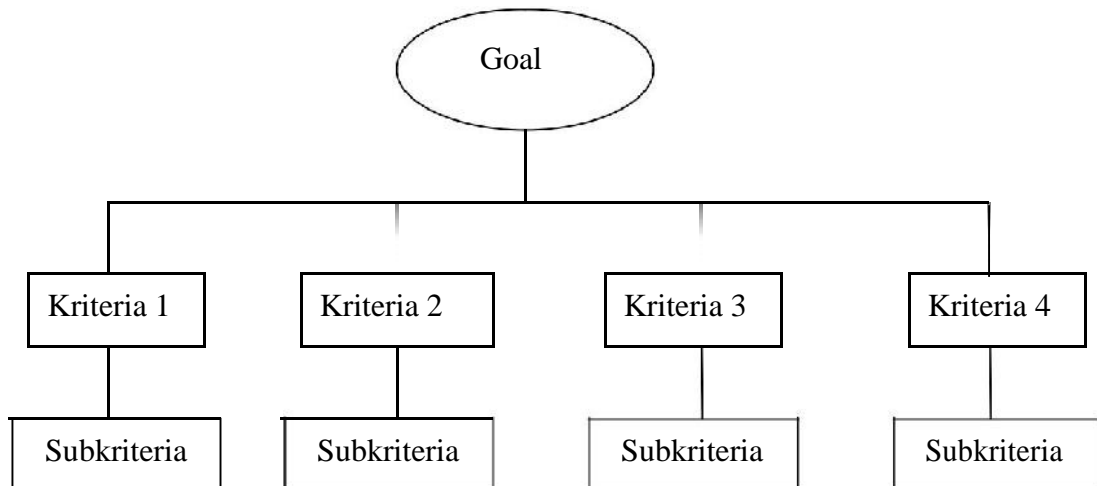 Goal
Kriteria 1
Kriteria 2
Kriteria 3
Kriteria 4
Subkriteria
Subkriteria
Subkriteria
Subkriteria